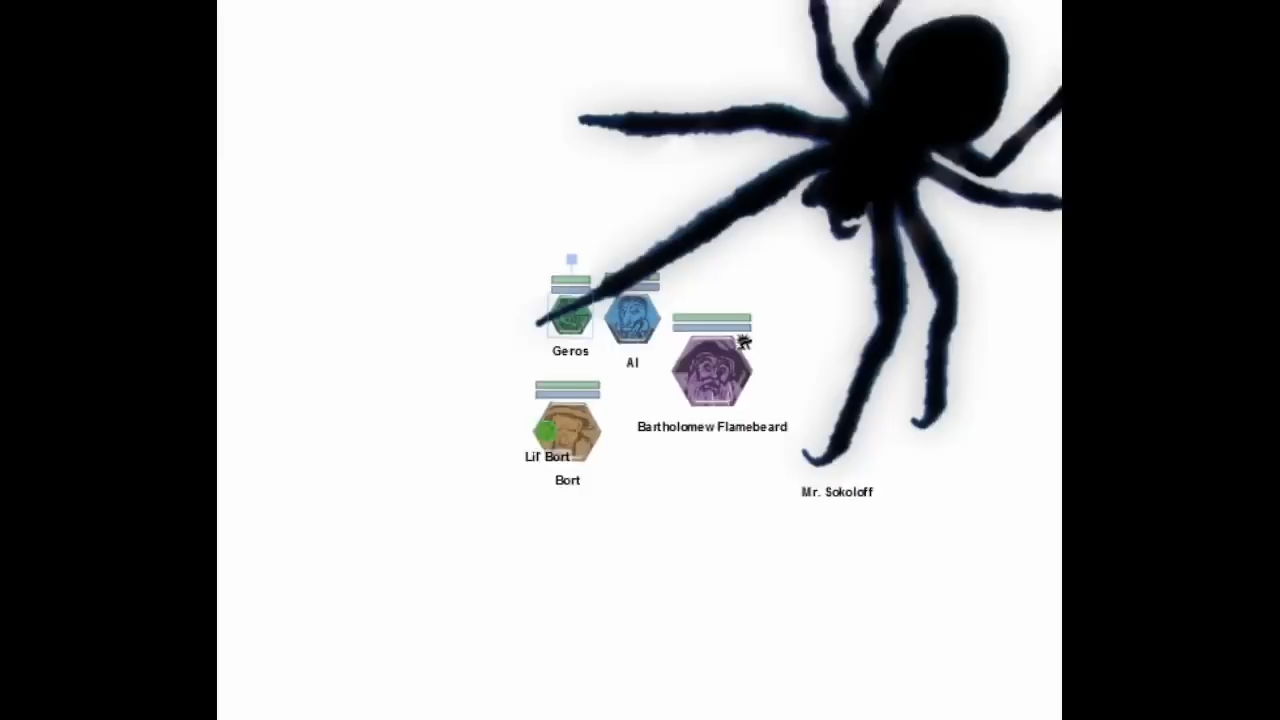 Geros
Al
Bartholomew Flamebeard
Lil' Bort
Bort
Mr. Sokoloff